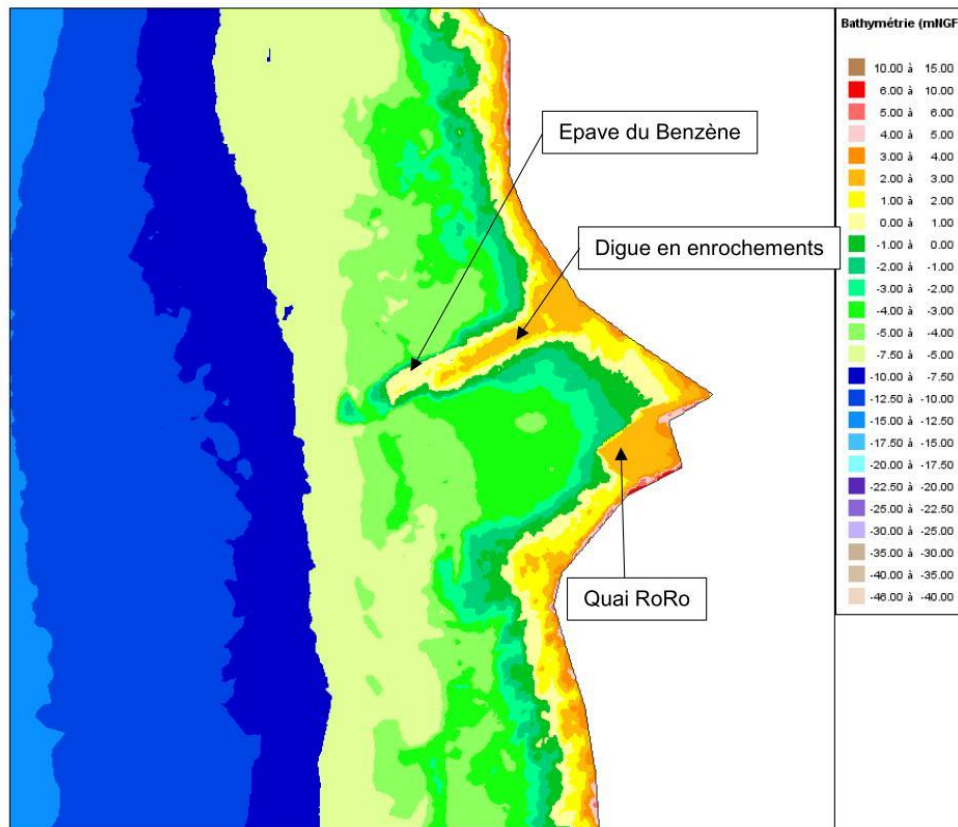 Bathymétrie (mNGF
10.00 à 15.00
6.00 à 10.00
5.00 à 6.00
4.00 à 5.00
3.00 à 4.00
2.00 à 3.00
1.00 à 2.00
0.00 à 1.00
-1.00 à 0.00
-2.00 à -1.00
-3.00 à -2.00
-4.00 à -3.00
-5.00 à -4.00
-7.50 à -5.00
-10.00 à -7.50
-12.50 à -10.00
-15.00 à -12.50
-17.50 à -15.00
-20.00 à -17.50
-22.50 à -20.00
-25.00 à -22.50
-30.00 à -25.00
-35.00 à -30.00
-40.00 à -35.00
-46.00 à -40.00
Epave du Benzène
Digue en enrochements
Quai RoRo